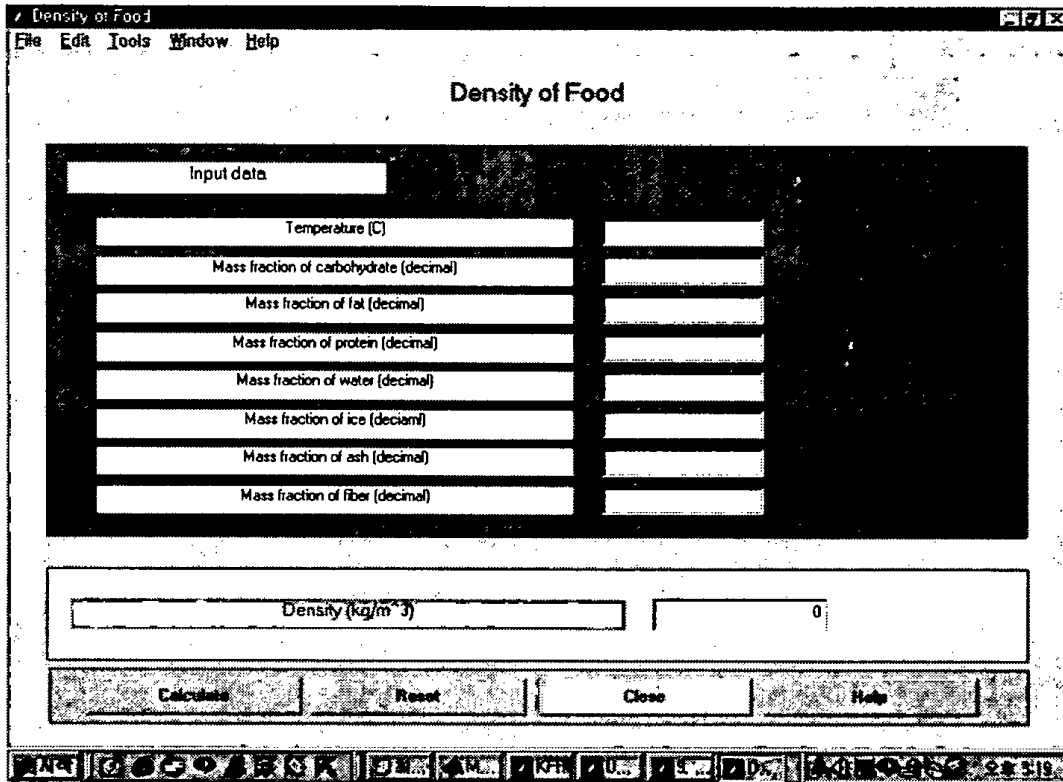 Density of Food
File Edit Tools Window Help
Density of Food
Input data
Temperature (C)
Mass fraction of carbohydrate (decimal)
Mass fraction of fat (decimal)
Mass fraction of protein (decimal)
Mass fraction of water (decimal)
Mass fraction of ice (deciaml)
Mass fraction of ash (decimal)
Mass fraction of fiber (decimal)
Density (kg/m^3) 0
Calculate Reset Close Help
시작